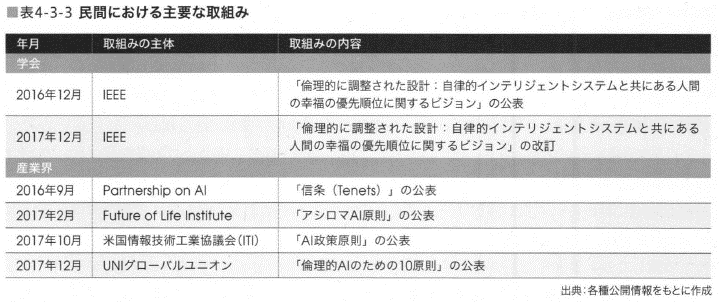 ■表4-3-3 民間における主要な取組み
年月 取組みの主体 取組みの内容
学会
2016年12月 IEEE 「倫理的に調整された設計：自律的インテリジェントシステムと共にある人間
の幸福の優先順位に関するビジョン」の公表
2017年12月 IEEE 「倫理的に調整された設計：自律的インテリジェントシステムと共にある
人間の幸福の優先順位に関するビジョン」の改訂
産業界
2016年9月 Partnership on AI 「信条（Tenets）」の公表
2017年2月 Future of Life Institute 「アシロマAI原則」の公表
2017年10月 米国情報技術工業協議会（ITI） 「AI政策原則」の公表
2017年12月 UNIグローバルユニオン 「倫理的AIのための10原則」の公表
出典：各種公開情報をもとに作成